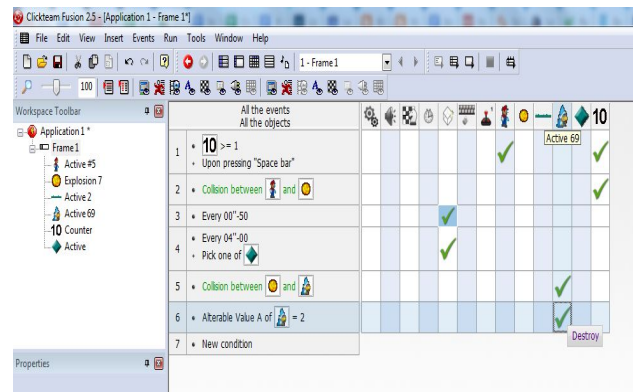 Clickteam Fusion 2.5 - [Application 1 - Frame 1*]
File Edit View Insert Events Run Tools Window Help
1 - Frame 1
100
Workspace Toolbar
Application 1 *
Frame 1
Active #5
Explosion 7
Active 2
Active 69
10 Counter
Active
Properties
All the events
All the objects
10
Active 69
1 • 10 >= 1
+ Upon pressing "Space bar"
2 • Collision between and
3 • Every 00"-50
4 • Every 04"-00
+ Pick one of
5 • Collision between and
6 • Alterable Value A of = 2
Destroy
7 • New condition